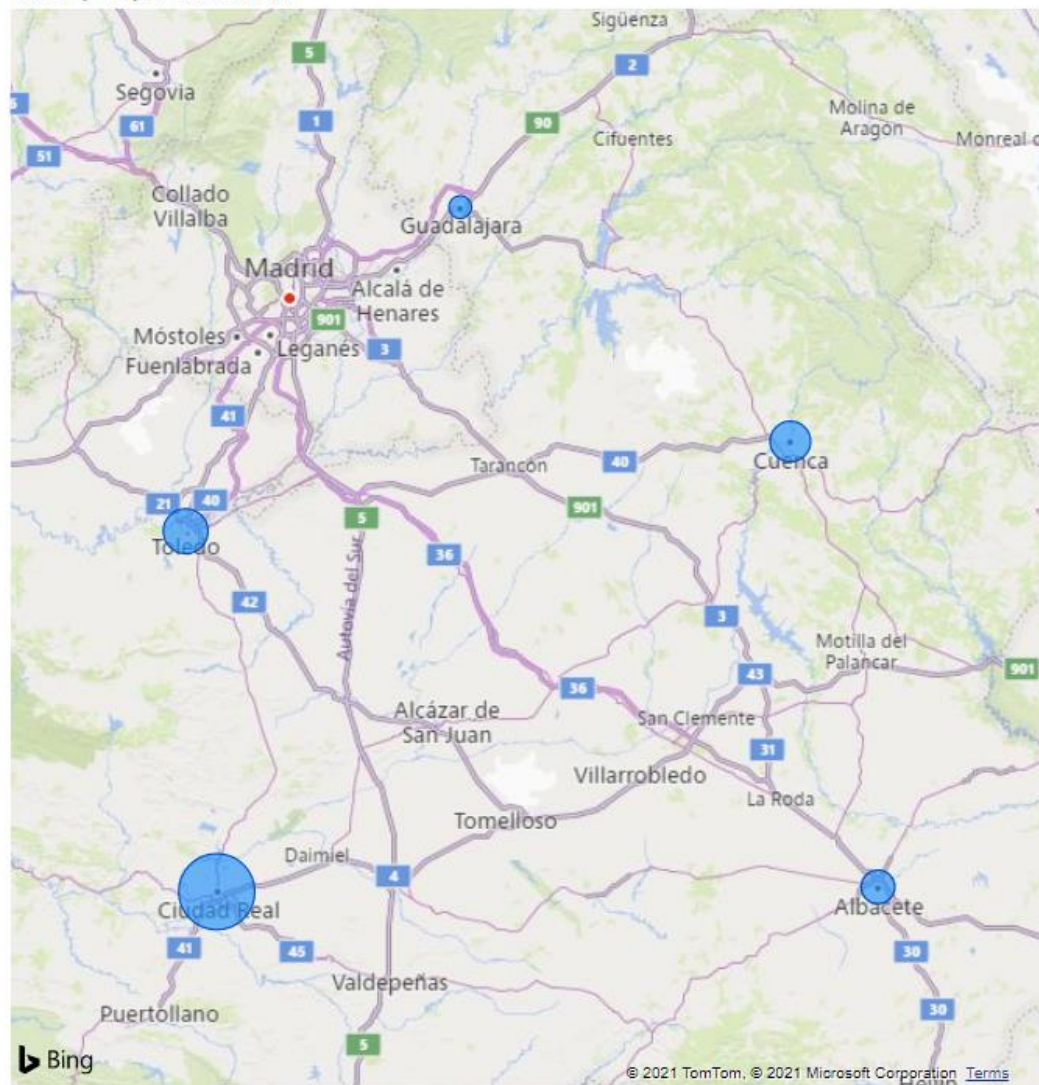 Sigüenza
5
2
Segovia
Molina de
Aragón
90
1
61
Cifuentes
51
Collado
Villalba
Guadalajara
Madrid
Alcalá de
Henares
901
Móstoles
Leganés
3
Fuenlabrada
41
Cuenca
Tarancón
40
21
40
901
5
Toledo
36
Autovía del Sur
42
3
Motilla del
Palancar
901
43
36
Alcázar de
San Juan
San Clemente
31
Villarrobledo
La Roda
Tomelloso
Daimiel
4
Ciudad Real
Albacete
41
45
30
Valdepeñas
Puertollano
30
5
Bing
© 2021 TomTom, © 2021 Microsoft Corporation Terms